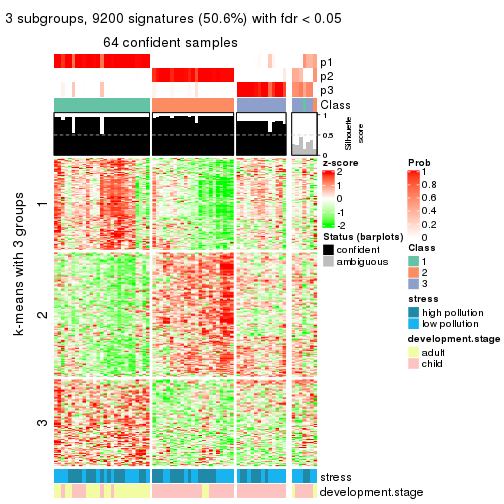 3 subgroups, 9200 signatures (50.6%) with fdr < 0.05
64 confident samples
p1
p2
p3
Class
1
0.5
0
Silhouette
score
k-means with 3 groups
1
2
3
stress
development.stage
z-score
2
1
0
-1
-2
Status (barplots)
confident
ambiguous
Prob
1
0.8
0.6
0.4
0.2
0
Class
1
2
3
stress
high pollution
low pollution
development.stage
adult
child